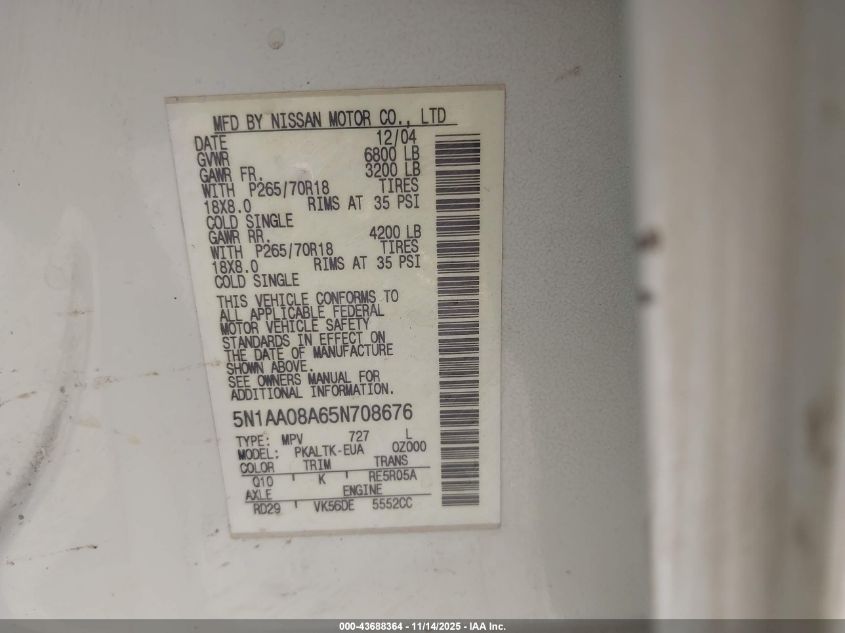 MFD BY NISSAN MOTOR CO., LTD
DATE 12/04
GVWR 6800 LB
GAWR FR. 3200 LB
WITH P265/70R18 TIRES
18X8.0 RIMS AT 35 PSI
COLD SINGLE
GAWR RR. 4200 LB
WITH P265/70R18 TIRES
18X8.0 RIMS AT 35 PSI
COLD SINGLE
THIS VEHICLE CONFORMS TO
ALL APPLICABLE FEDERAL
MOTOR VEHICLE SAFETY
STANDARDS IN EFFECT ON
THE DATE OF MANUFACTURE
SHOWN ABOVE.
SEE OWNERS MANUAL FOR
ADDITIONAL INFORMATION.
5N1AA08A65N708676
TYPE: MPV 727 L
MODEL: PKALTK-EUA 0Z000
COLOR TRIM TRANS
Q10 K RE5R05A
AXLE ENGINE
RD29 VK56DE 5552CC
000-43688364 - 11/14/2025 - IAA Inc.